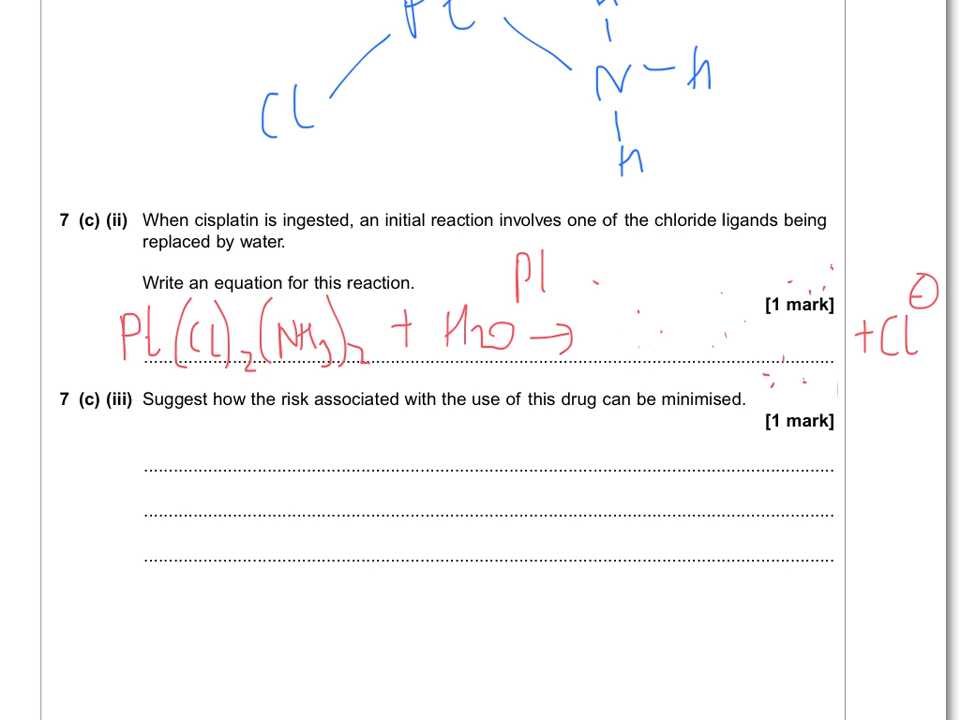 Pt
Cl
N-h
h
7 (c) (ii) When cisplatin is ingested, an initial reaction involves one of the chloride ligands being
replaced by water.
Write an equation for this reaction.
Pl
[1 mark]
Pt(Cl)2(NH3)2 + H2O → + Cl⊖
7 (c) (iii) Suggest how the risk associated with the use of this drug can be minimised.
[1 mark]